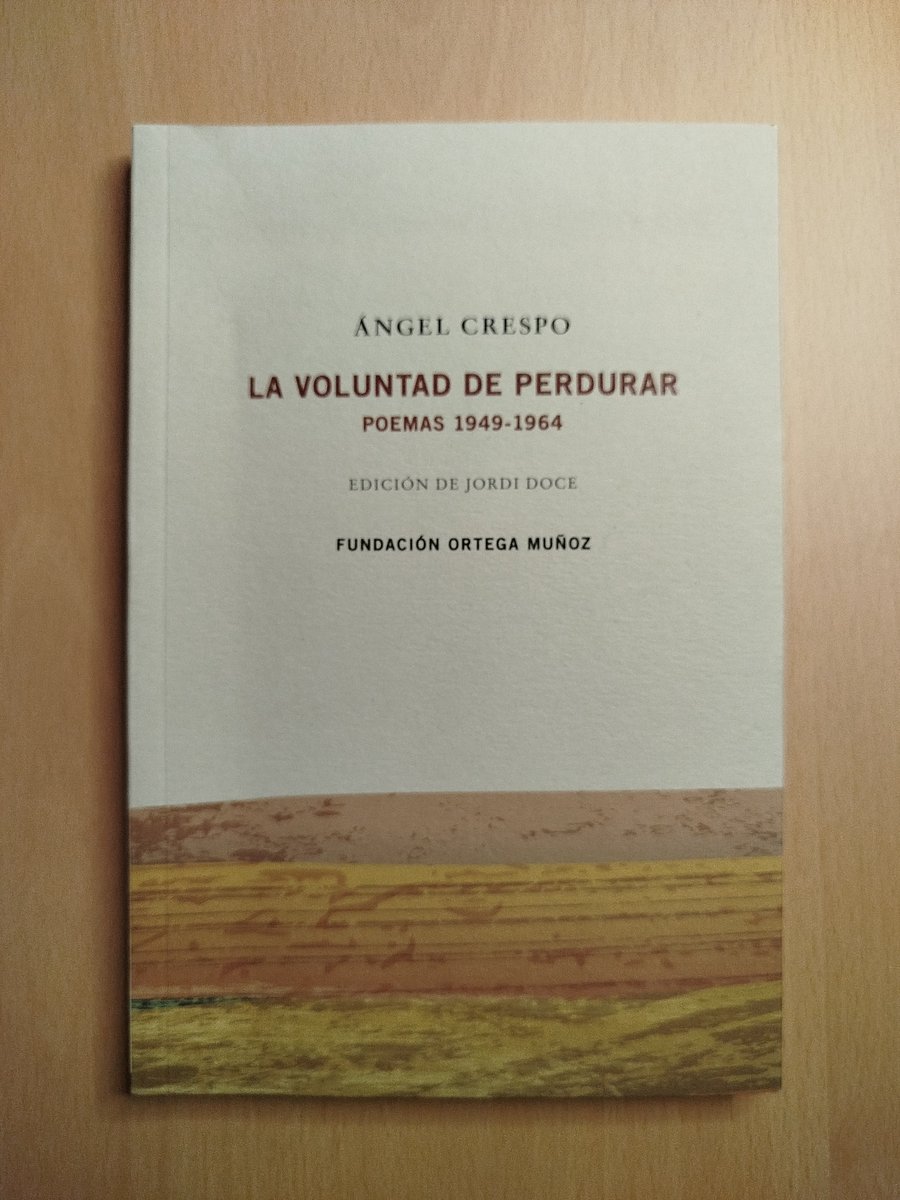 ÁNGEL CRESPO
LA VOLUNTAD DE PERDURAR
POEMAS 1949-1964
EDICIÓN DE JORDI DOCE
FUNDACIÓN ORTEGA MUÑOZ